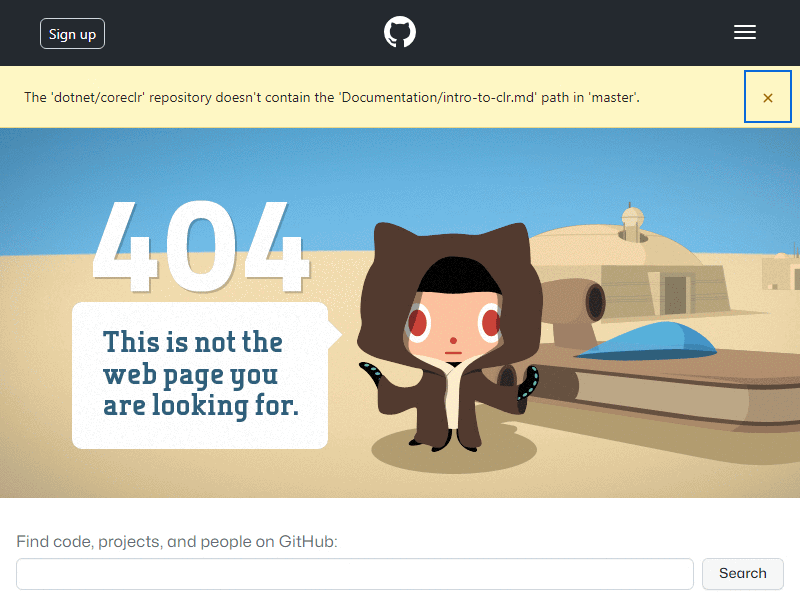 Sign up
The 'dotnet/coreclr' repository doesn't contain the 'Documentation/intro-to-clr.md' path in 'master'.
404
This is not the
web page you
are looking for.
Find code, projects, and people on GitHub:
Search